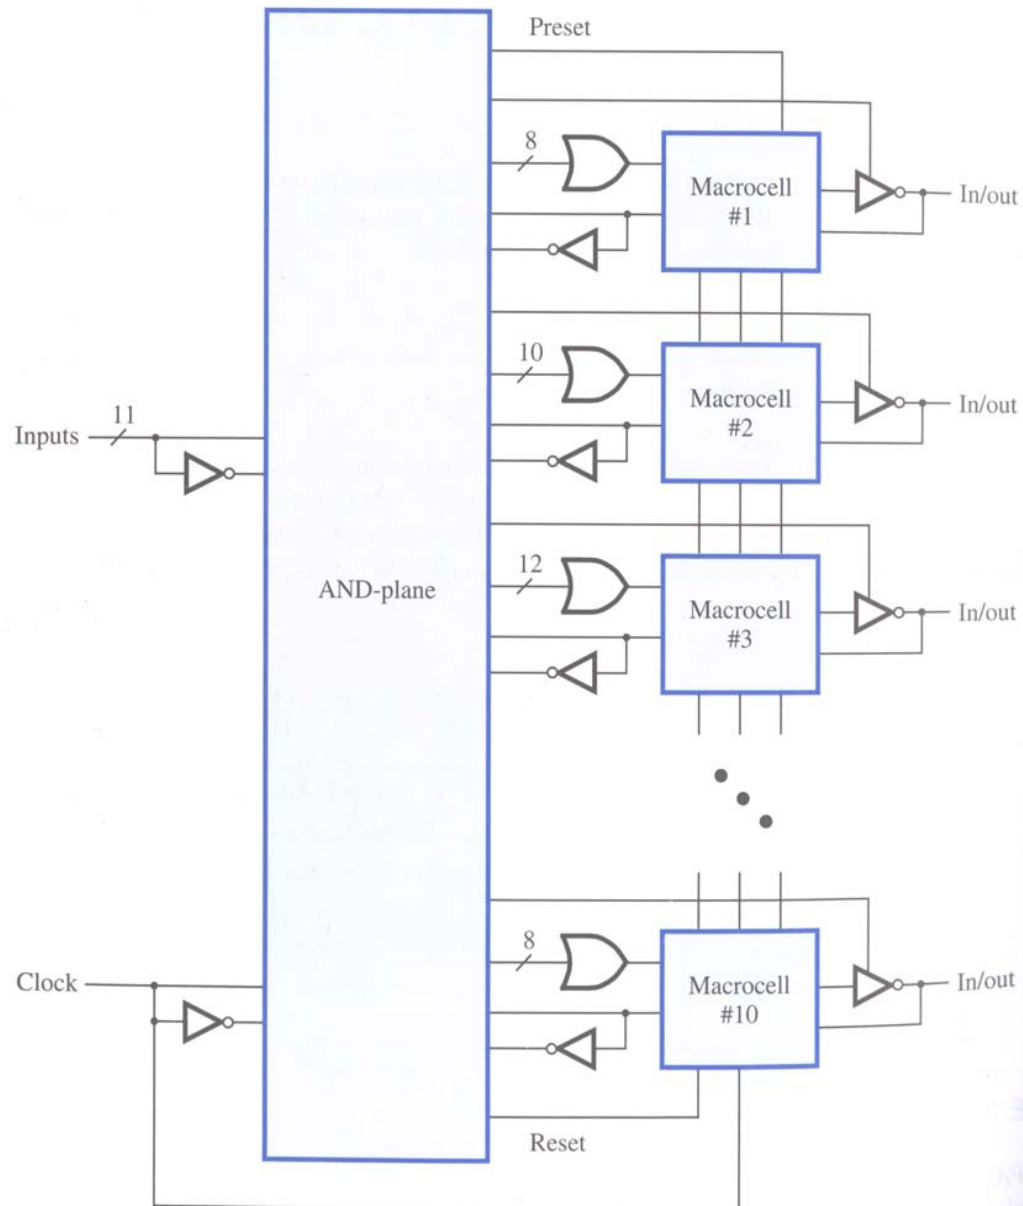 Preset
8
Macrocell
#1
In/out
10
Macrocell
#2
In/out
11
Inputs
12
AND-plane
Macrocell
#3
In/out
8
Clock
Macrocell
#10
In/out
Reset